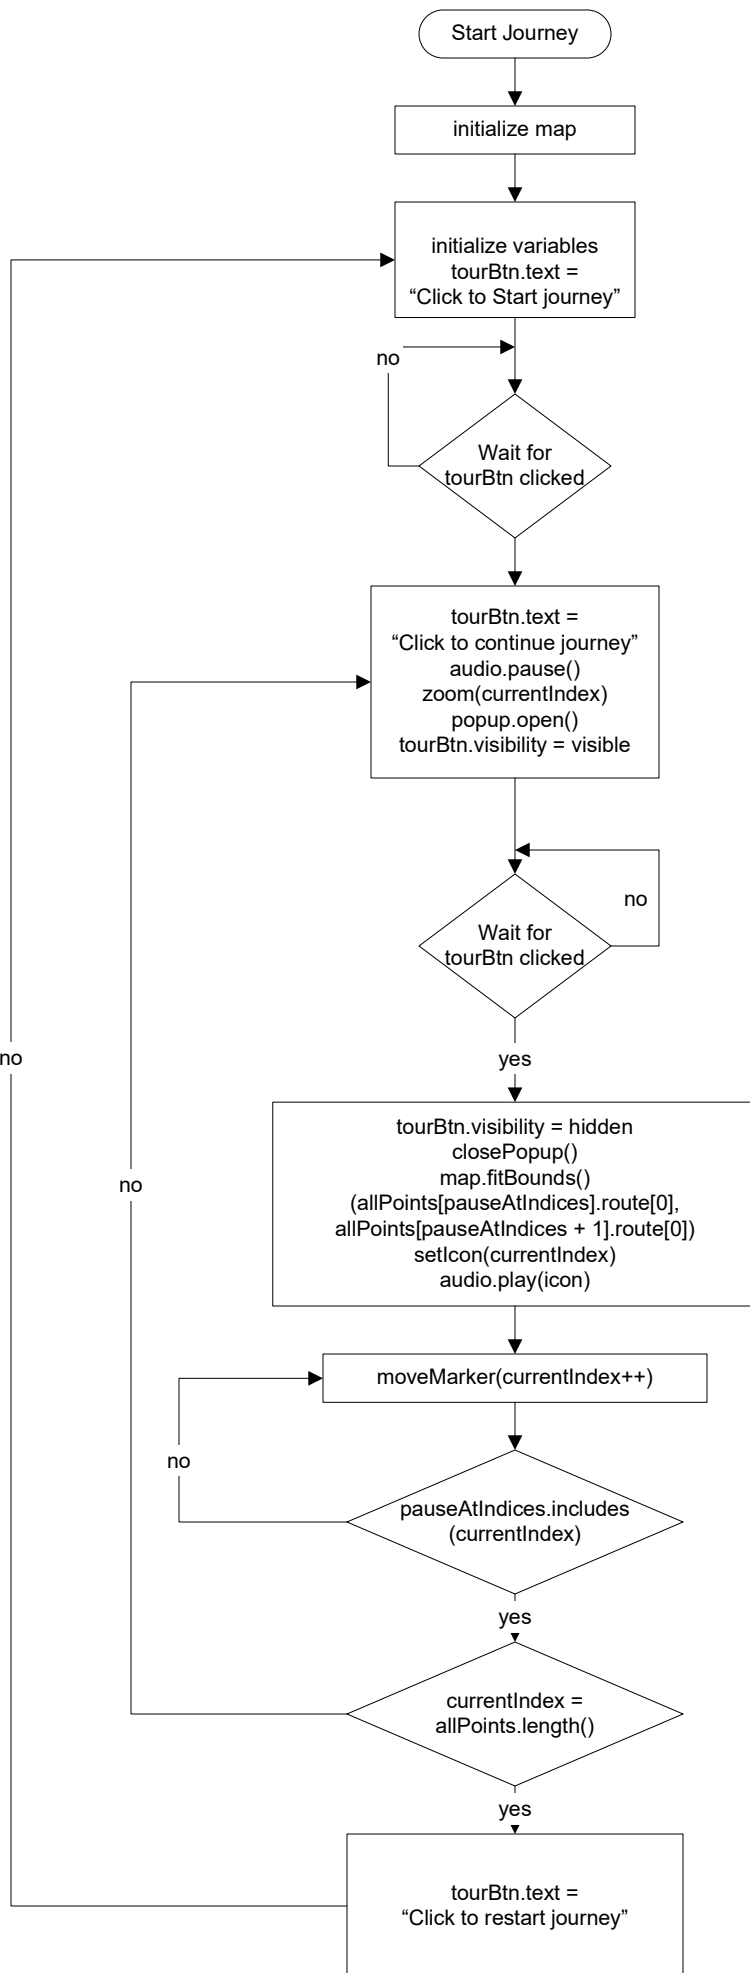 Start Journey
initialize map
initialize variables
tourBtn.text =
“Click to Start journey”
no
Wait for
tourBtn clicked
tourBtn.text =
“Click to continue journey”
audio.pause()
zoom(currentIndex)
popup.open()
tourBtn.visibility = visible
no
Wait for
tourBtn clicked
yes
no
tourBtn.visibility = hidden
closePopup()
map.fitBounds()
(allPoints[pauseAtIndices].route[0],
allPoints[pauseAtIndices + 1].route[0])
setIcon(currentIndex)
audio.play(icon)
no
moveMarker(currentIndex++)
no
pauseAtIndices.includes
(currentIndex)
yes
currentIndex =
allPoints.length()
yes
tourBtn.text =
“Click to restart journey”